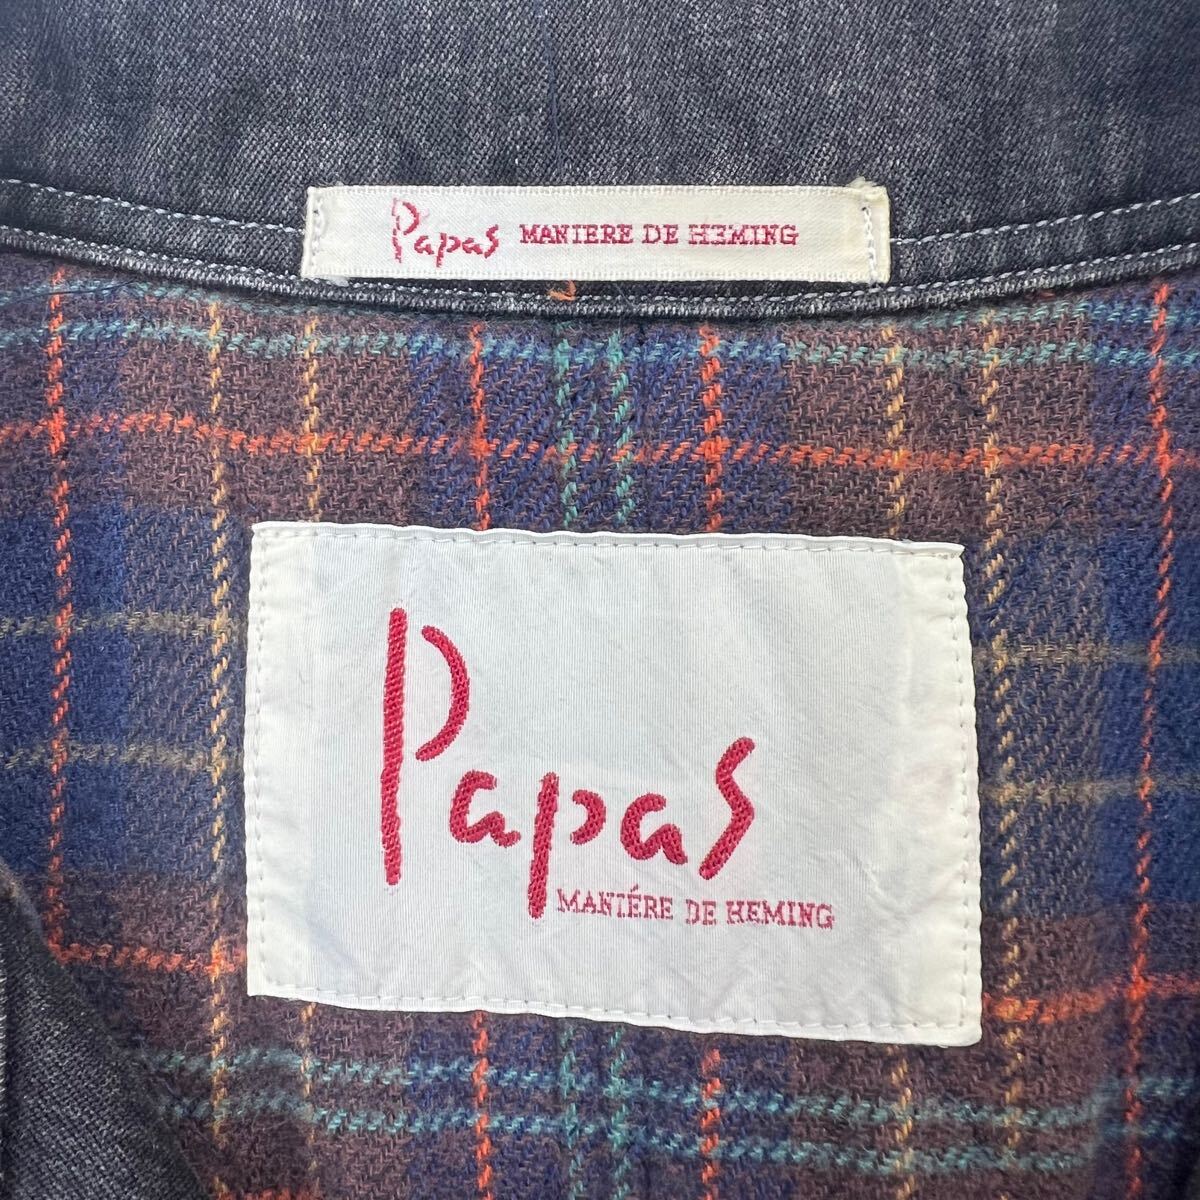 Papas MANIERE DE HEMING
Papas
MANIÉRE DE HEMING